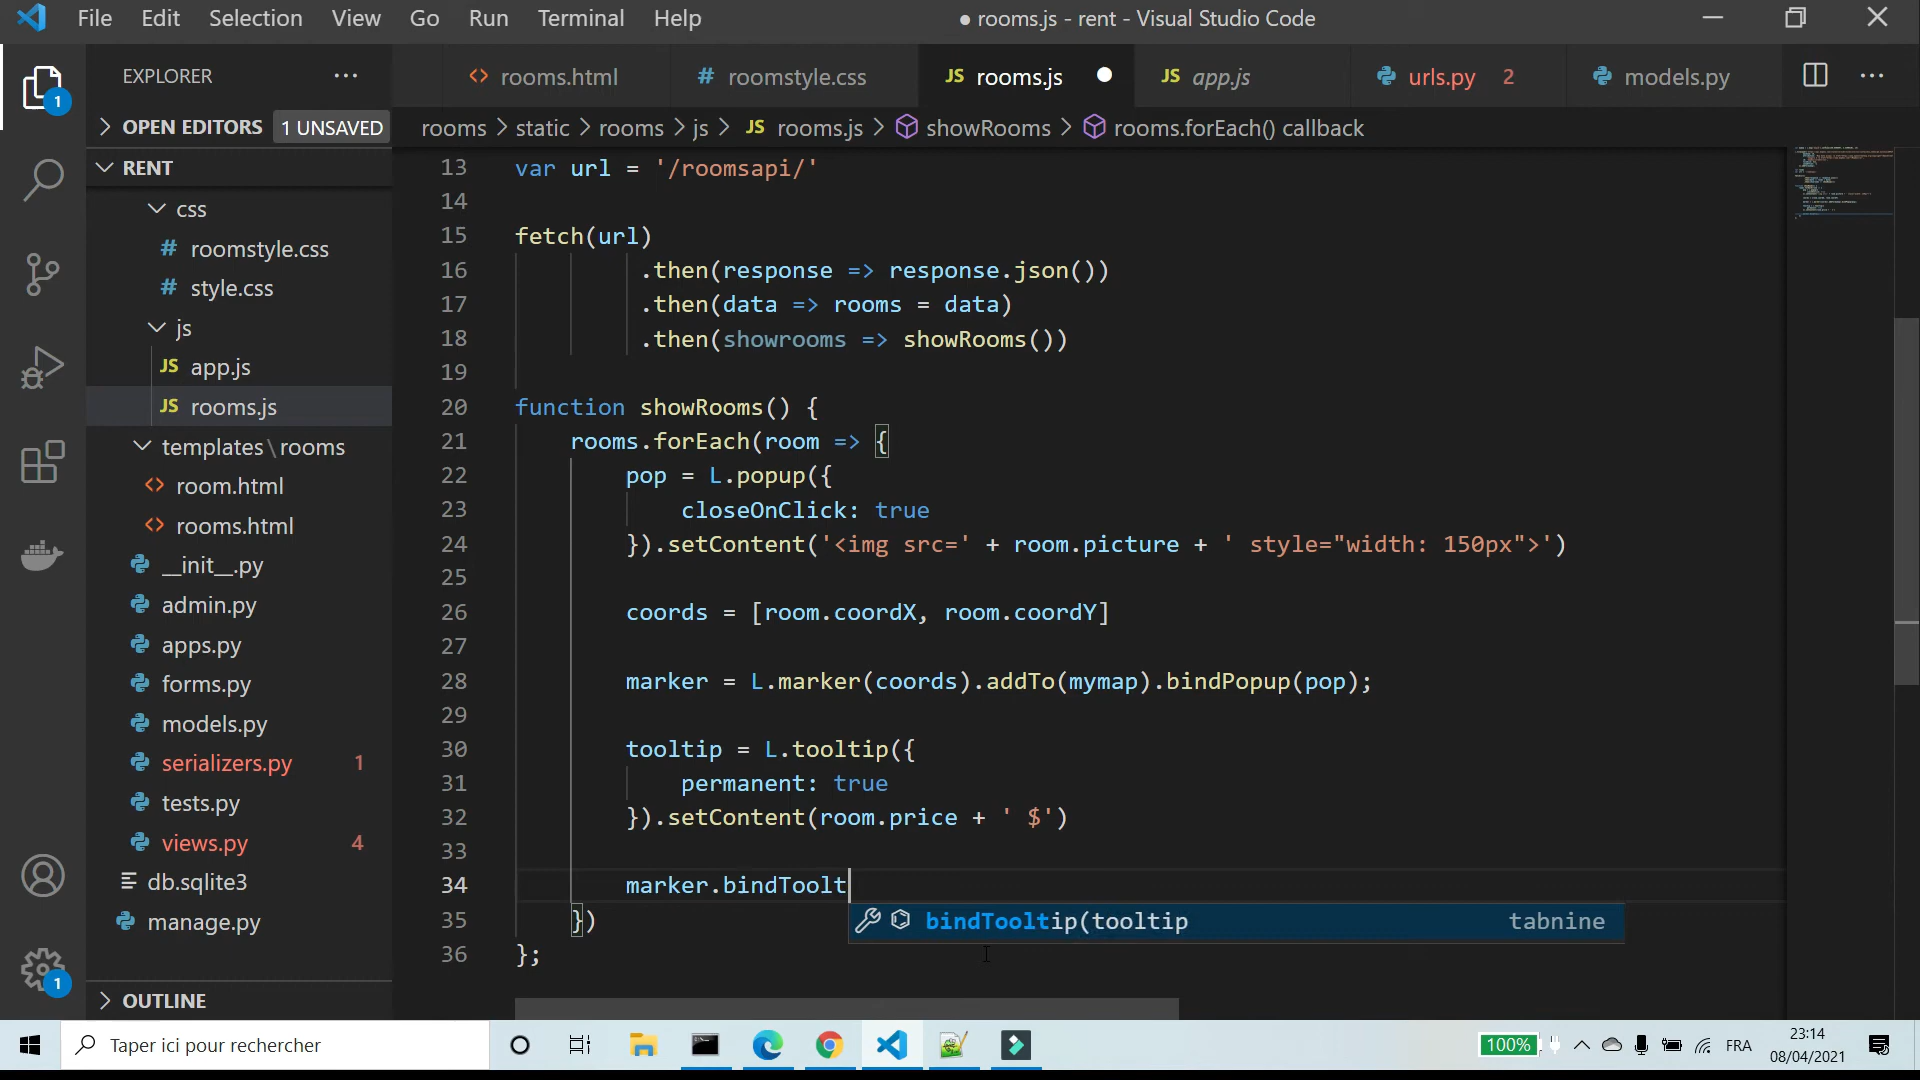 File Edit Selection View Go Run Terminal Help ● rooms.js - rent - Visual Studio Code
EXPLORER ···
<> rooms.html # roomstyle.css JS rooms.js ● JS app.js urls.py 2 models.py ···
OPEN EDITORS 1 UNSAVED
rooms > static > rooms > js > JS rooms.js > showRooms > rooms.forEach() callback
RENT
css
# roomstyle.css
# style.css
js
JS app.js
JS rooms.js
templates\rooms
<> room.html
<> rooms.html
__init__.py
admin.py
apps.py
forms.py
models.py
serializers.py 1
tests.py
views.py 4
db.sqlite3
manage.py
OUTLINE
1
1
13 var url = '/roomsapi/'
14
15 fetch(url)
16 .then(response => response.json())
17 .then(data => rooms = data)
18 .then(showrooms => showRooms())
19
20 function showRooms() {
21 rooms.forEach(room => {
22 pop = L.popup({
23 closeOnClick: true
24 }).setContent('<img src=' + room.picture + ' style="width: 150px">')
25
26 coords = [room.coordX, room.coordY]
27
28 marker = L.marker(coords).addTo(mymap).bindPopup(pop);
29
30 tooltip = L.tooltip({
31 permanent: true
32 }).setContent(room.price + ' $')
33
34 marker.bindToolt
35 })
bindTooltip(tooltip tabnine
36 };
Taper ici pour rechercher
100% FRA 23:14
08/04/2021